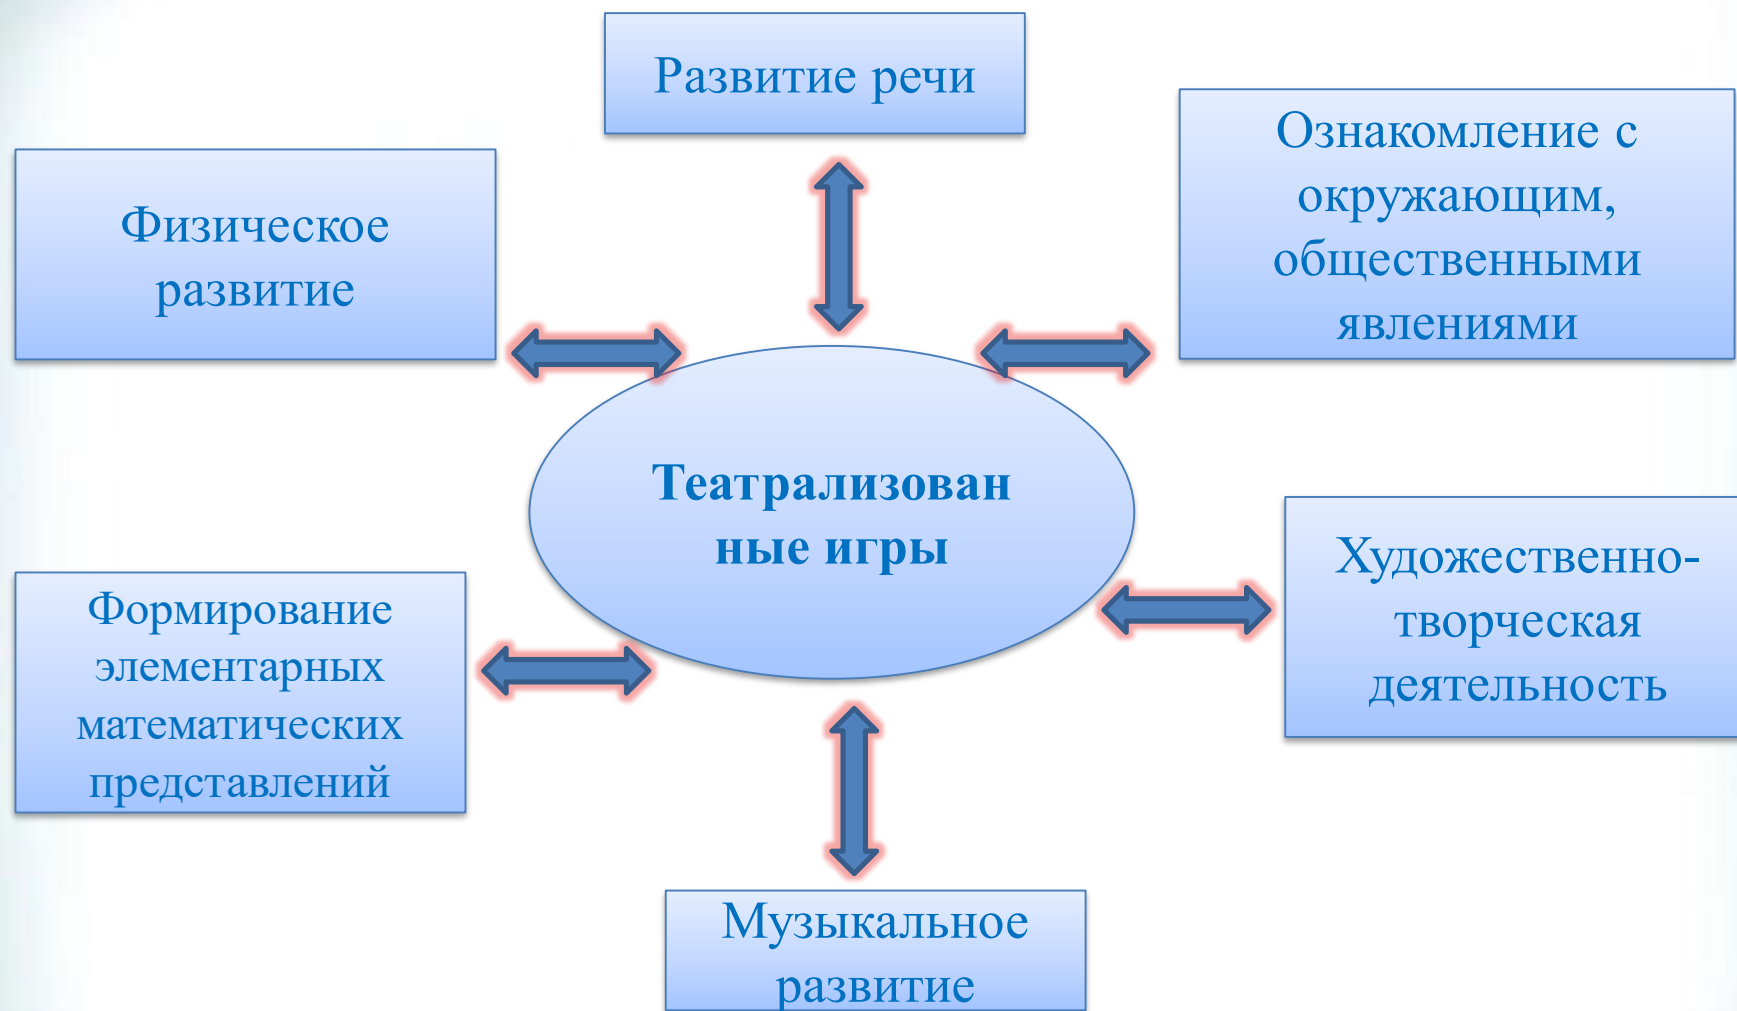 Развитие речи
Ознакомление с
окружающим,
общественными
явлениями
Физическое
развитие
Театрализован
ные игры
Художественно-
творческая
деятельность
Формирование
элементарных
математических
представлений
Музыкальное
развитие